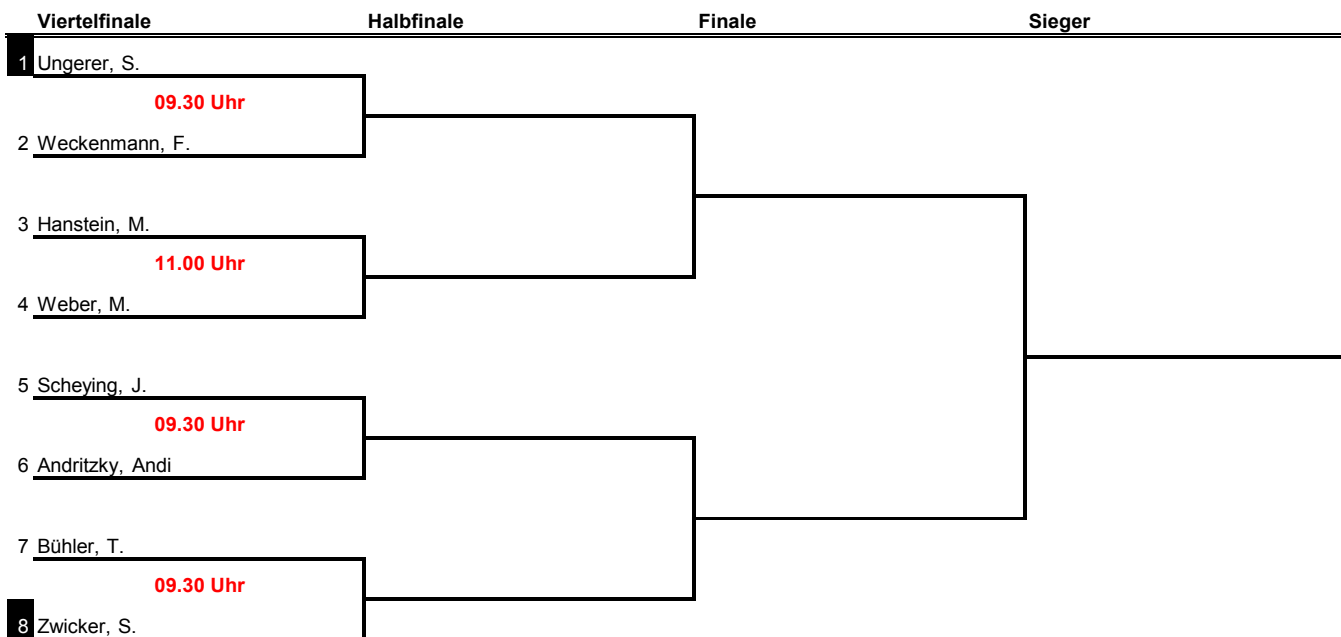 Viertelfinale Halbfinale Finale Sieger
1 Ungerer, S.
09.30 Uhr
2 Weckenmann, F.
3 Hanstein, M.
11.00 Uhr
4 Weber, M.
5 Scheying, J.
09.30 Uhr
6 Andritzky, Andi
7 Bühler, T.
09.30 Uhr
8 Zwicker, S.